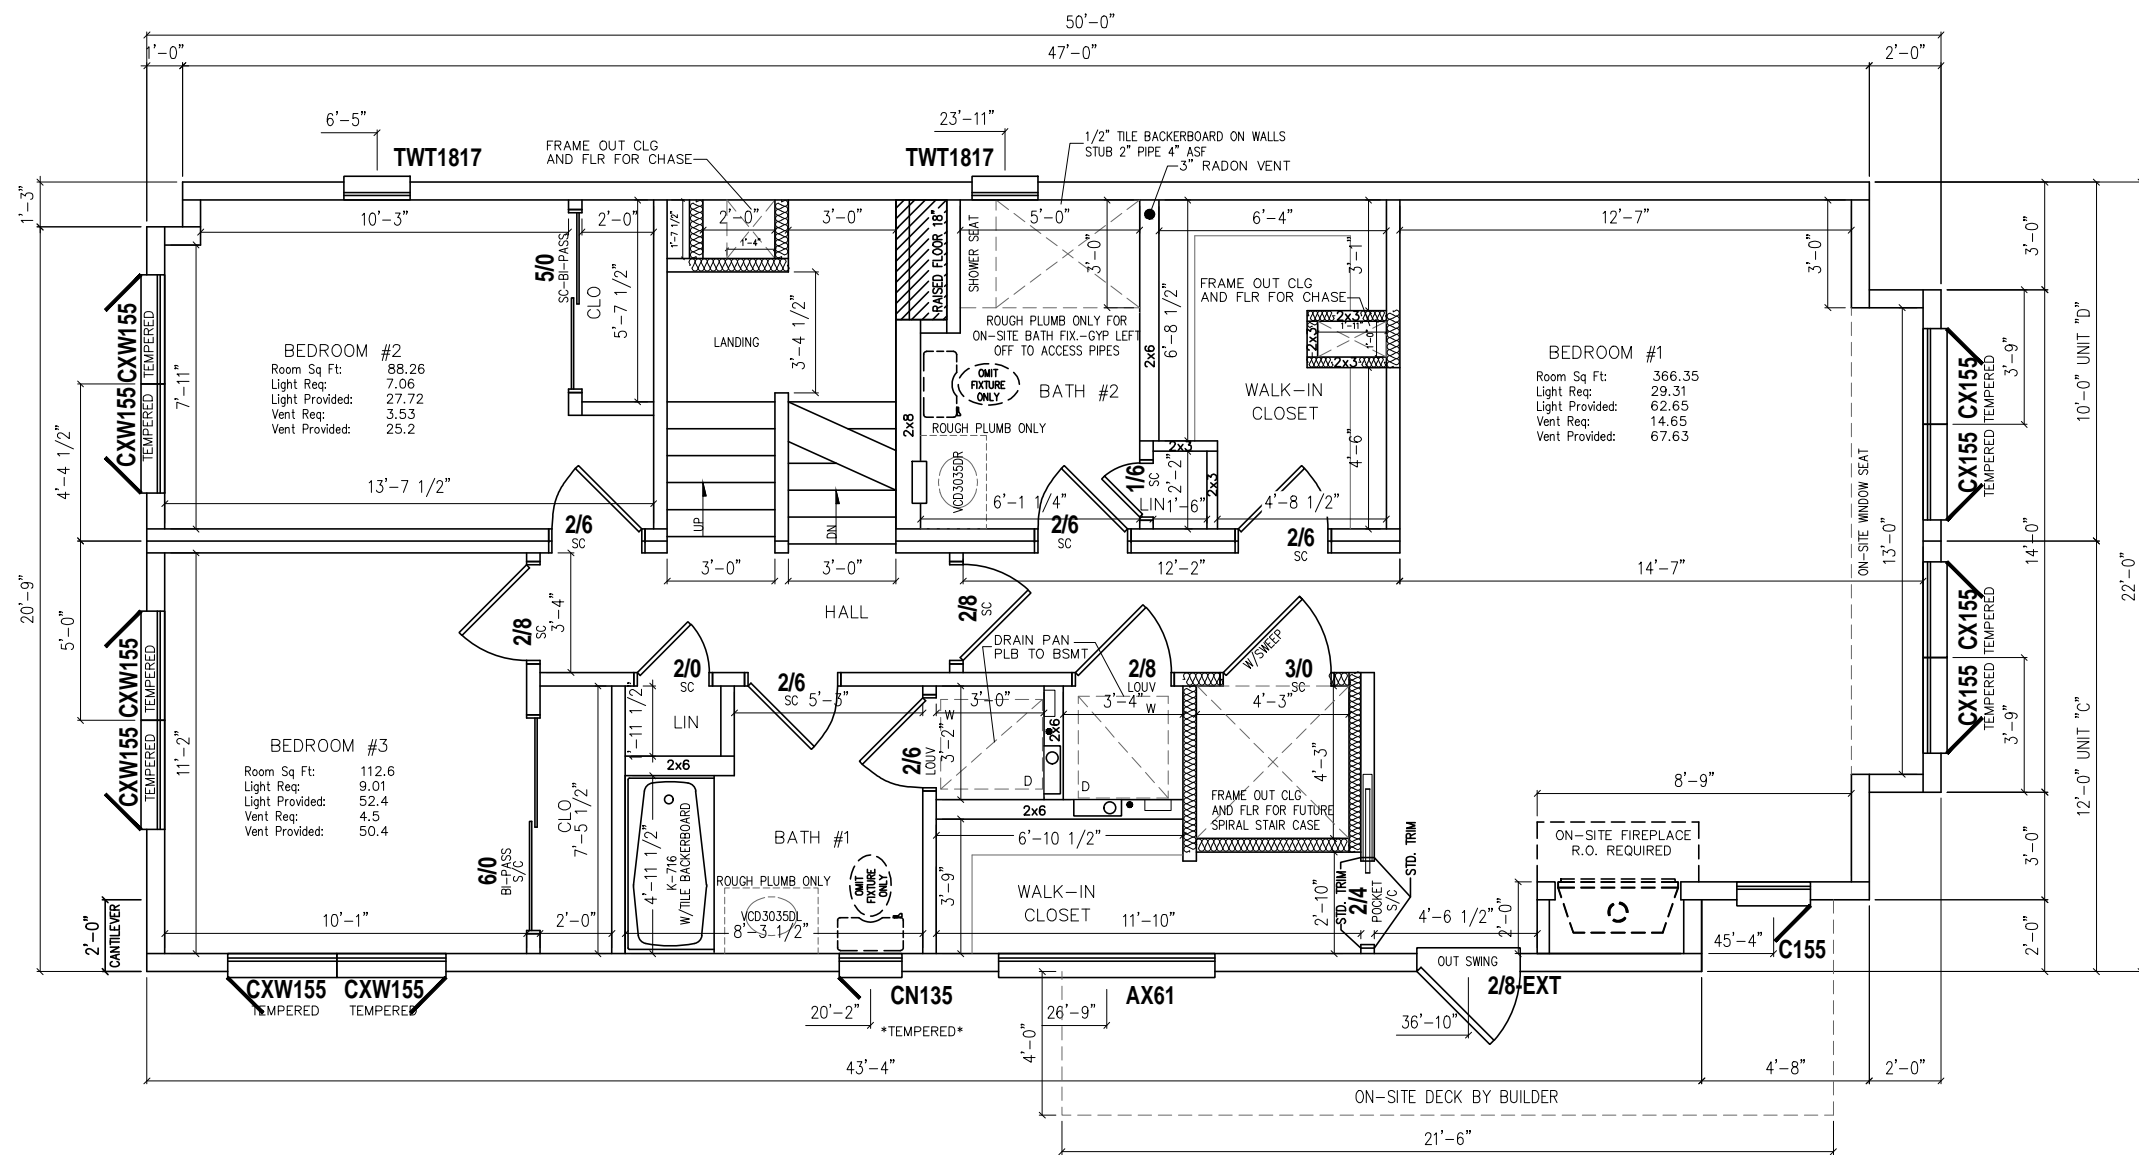 50'-0"
1'-0"
47'-0"
2'-0"
6'-5"
23'-11"
TWT1817
TWT1817
FRAME OUT CLG
AND FLR FOR CHASE
1/2" TILE BACKERBOARD ON WALLS
STUB 2" PIPE 4" ASF
3" RADON VENT
1'-3"
10'-3"
2'-0"
1'-7 1/2"
2'-0"
1'-4"
3'-0"
5'-0"
6'-4"
12'-7"
3'-0"
3'-0"
3'-0"
3'-1"
5/0
SC-BI-PASS
CLO
5'-7 1/2"
LANDING
3'-4 1/2"
RAISED FLOOR 18"
SHOWER SEAT
ROUGH PLUMB ONLY FOR
ON-SITE BATH FIX.-GYP LEFT
OFF TO ACCESS PIPES
OMIT
FIXTURE
ONLY
BATH #2
ROUGH PLUMB ONLY
VCD3035DR
2x8
2x6
6'-8 1/2"
FRAME OUT CLG
AND FLR FOR CHASE
2x3
1'-11"
2x3
1'-0"
2x3
WALK-IN
CLOSET
4'-6"
BEDROOM #2
Room Sq Ft: 88.26
Light Req: 7.06
Light Provided: 27.72
Vent Req: 3.53
Vent Provided: 25.2
BEDROOM #1
Room Sq Ft: 366.35
Light Req: 29.31
Light Provided: 62.65
Vent Req: 14.65
Vent Provided: 67.63
CXW155
TEMPERED
CXW155
TEMPERED
7'-11"
4'-4 1/2"
CX155
TEMPERED
CX155
TEMPERED
3'-9"
10'-0" UNIT "D"
ON-SITE WINDOW SEAT
13'-0"
14'-0"
22'-0"
13'-7 1/2"
2/6
SC
UP
DN
6'-1 1/4"
2/6
SC
1/6
SC
2x3
2'-2"
LIN
1'-6"
2x3
4'-8 1/2"
2/6
SC
3'-0"
3'-0"
12'-2"
14'-7"
20'-9"
5'-0"
3'-4"
2/8
SC
HALL
2/8
SC
DRAIN PAN
PLB TO BSMT
2/0
SC
2/6
SC
5'-3"
2/8
LOUV
W/SWEEP
3/0
SC
CXW155
TEMPERED
CXW155
TEMPERED
11'-2"
CX155
TEMPERED
CX155
TEMPERED
3'-9"
12'-0" UNIT "C"
LIN
1'-11 1/2"
2x6
2/6
LOUV
3'-0"
W
3'-2"
D
2x6
3'-4"
W
D
2x6
4'-3"
4'-3"
FRAME OUT CLG
AND FLR FOR FUTURE
SPIRAL STAIR CASE
BEDROOM #3
Room Sq Ft: 112.6
Light Req: 9.01
Light Provided: 52.4
Vent Req: 4.5
Vent Provided: 50.4
6/0
BI-PASS
S/C
CLO
7'-5 1/2"
4'-11 1/2"
K-716
W/TILE BACKERBOARD
BATH #1
ROUGH PLUMB ONLY
VCD3035DL
OMIT
FIXTURE
ONLY
6'-10 1/2"
3'-9"
WALK-IN
CLOSET
11'-10"
2'-10"
STD. TRIM
2/4
POCKET
S/C
STD. TRIM
4'-6 1/2"
2'-0"
8'-9"
ON-SITE FIREPLACE
R.O. REQUIRED
3'-0"
2'-0"
2'-0"
CANTILEVER
10'-1"
2'-0"
8'-3 1/2"
45'-4"
C155
CXW155
TEMPERED
CXW155
TEMPERED
CN135
20'-2"
*TEMPERED*
AX61
26'-9"
OUT SWING
2/8-EXT
36'-10"
4'-0"
43'-4"
4'-8"
2'-0"
ON-SITE DECK BY BUILDER
21'-6"